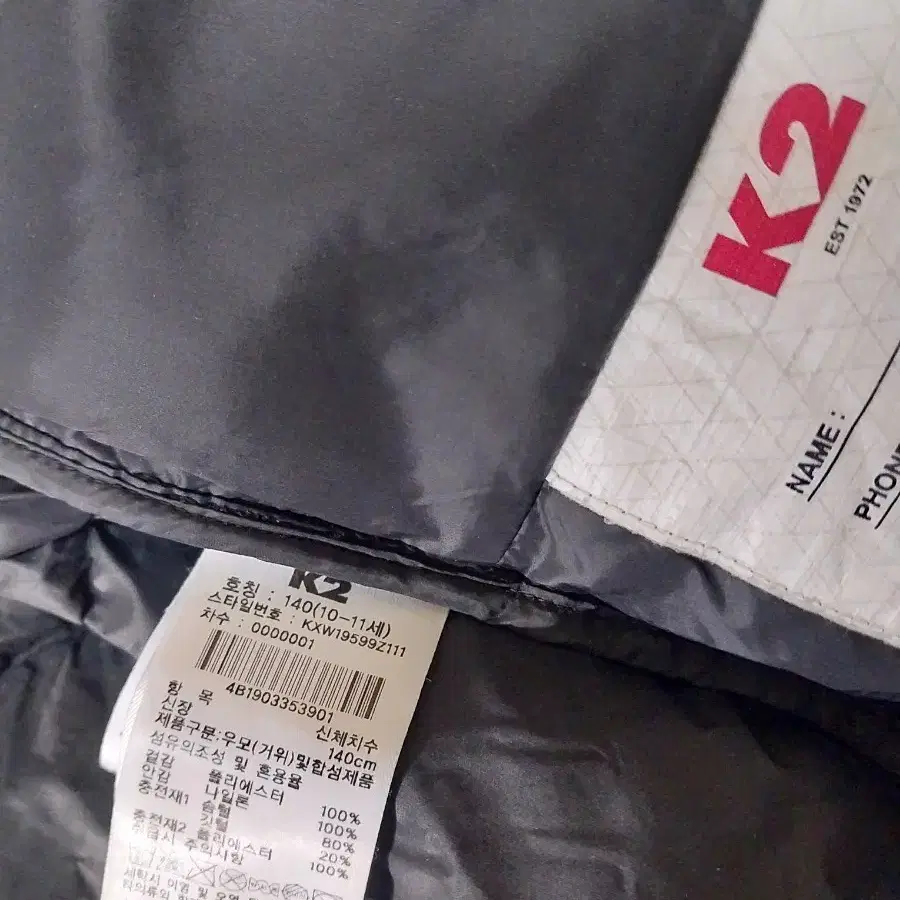 K2
EST 1972
NAME :
PHON
K2
호칭 : 140(10-11세)
스타일번호 : KXW19599Z111
차수 : 0000001
4B1903353901
항 목 신체치수
신장 140cm
제품구분:우모(거위)및합성제품
섬유의조성 및 혼용율
겉감 폴리에스터 100%
안감 나일론 100%
충전재1 솜털 80%
깃털 20%
충전재2 폴리에스터 100%
취급시 주의사항